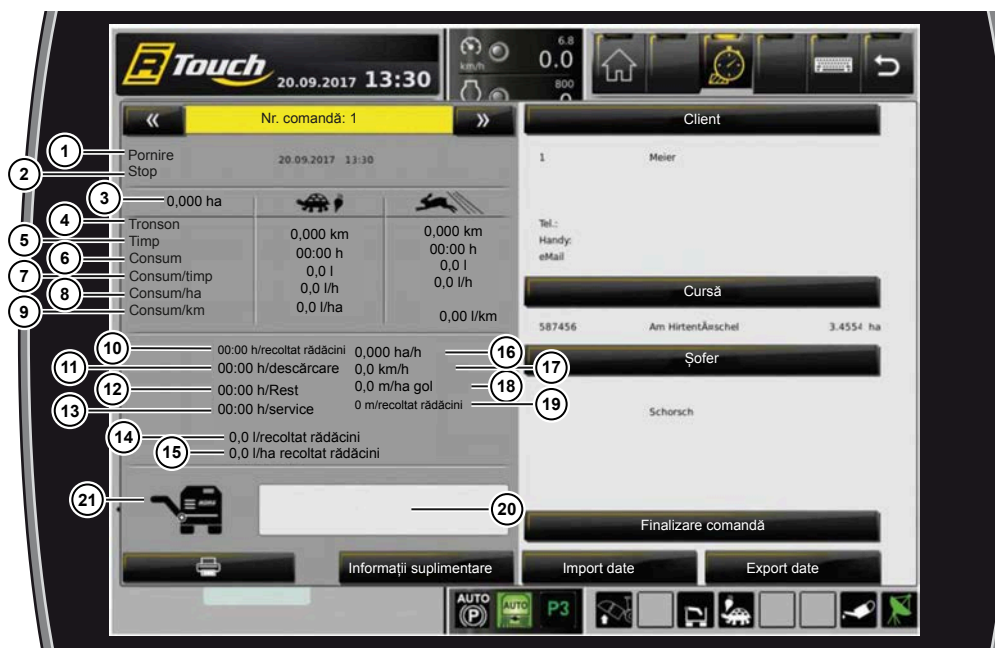 R Touch 20.09.2017 13:30
6.8
km/h 0.0
800
Nr. comandă: 1
« »
Client
1 Pornire 20.09.2017 13:30
2 Stop
1 Meier
3 0,000 ha
4 Tronson 0,000 km 0,000 km
5 Timp 00:00 h 00:00 h
6 Consum 0,0 l 0,0 l
7 Consum/timp 0,0 l/h 0,0 l/h
8 Consum/ha 0,0 l/ha
9 Consum/km 0,00 l/km
Tel.:
Handy:
eMail
Cursă
587456 Am HirtentÃ¤schel 3.4554 ha
10 00:00 h/recoltat rădăcini 0,000 ha/h 16
11 00:00 h/descărcare 0,0 km/h 17
12 00:00 h/Rest 0,0 m/ha gol 18
13 00:00 h/service 0 m/recoltat rădăcini 19
14 0,0 l/recoltat rădăcini
15 0,0 l/ha recoltat rădăcini
Șofer
Schorsch
21 20
Finalizare comandă
Informații suplimentare
Import date
Export date
AUTO (P) AUTO P3